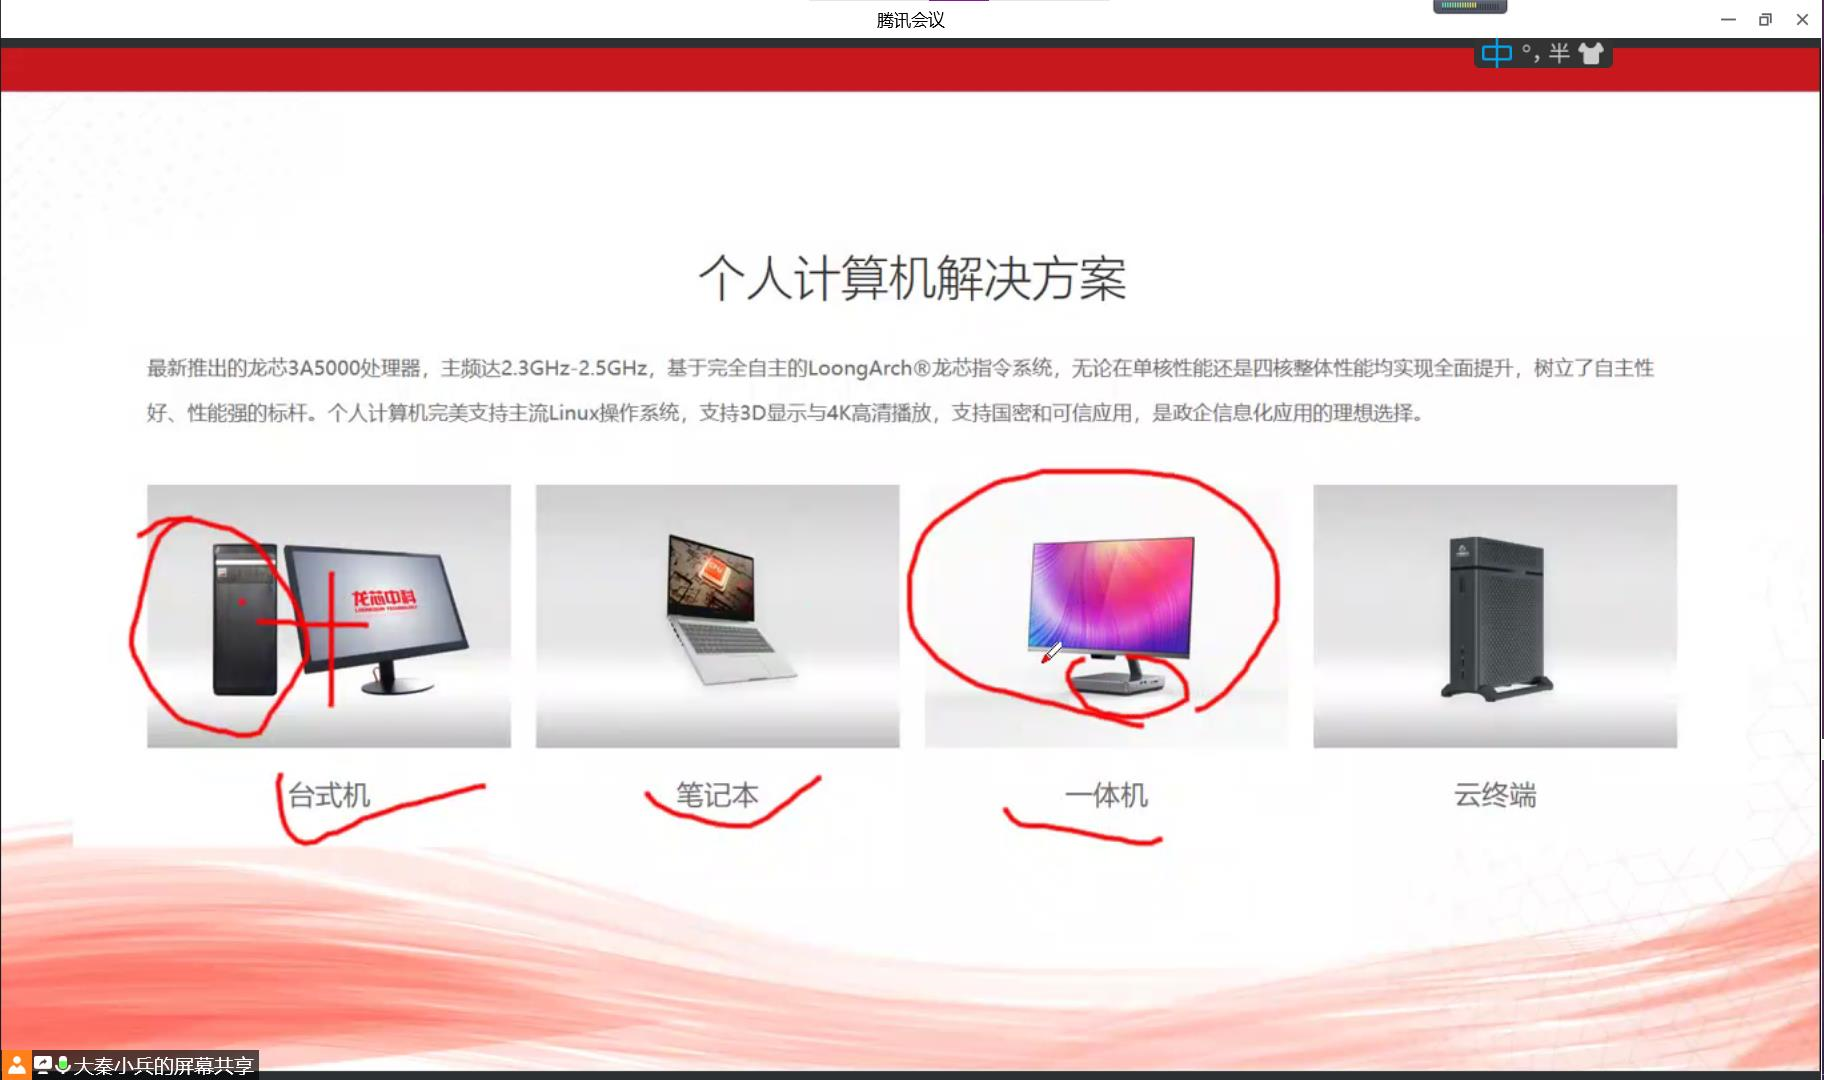 腾讯会议
中 °, 半
个人计算机解决方案
最新推出的龙芯3A5000处理器，主频达2.3GHz-2.5GHz，基于完全自主的LoongArch®龙芯指令系统，无论在单核性能还是四核整体性能均实现全面提升，树立了自主性
好、性能强的标杆。个人计算机完美支持主流Linux操作系统，支持3D显示与4K高清播放，支持国密和可信应用，是政企信息化应用的理想选择。
龙芯中科
LOONGSON TECHNOLOGY
CPU
台式机
笔记本
一体机
云终端
大秦小兵的屏幕共享